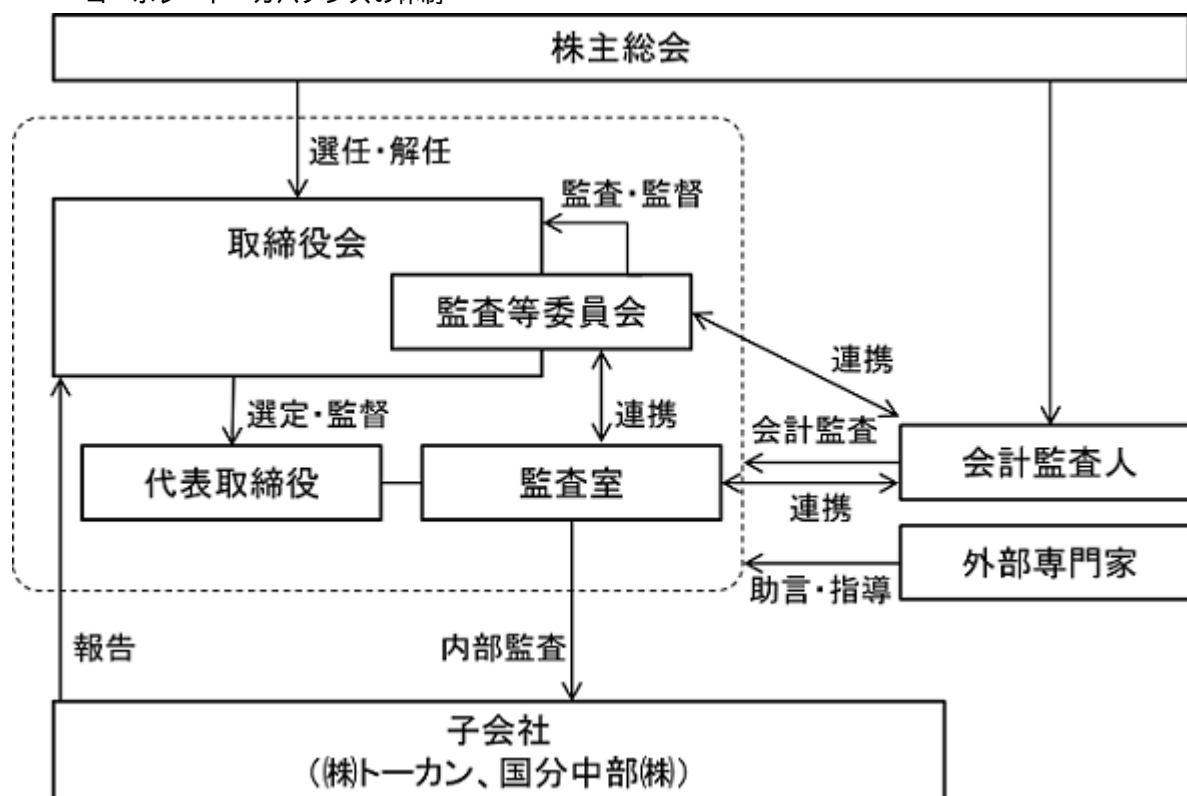 株主総会
選任・解任
監査・監督
取締役会
監査等委員会
連携
選定・監督
連携
会計監査
代表取締役
監査室
会計監査人
連携
外部専門家
助言・指導
報告
内部監査
子会社
(㈱トーカン、国分中部㈱)